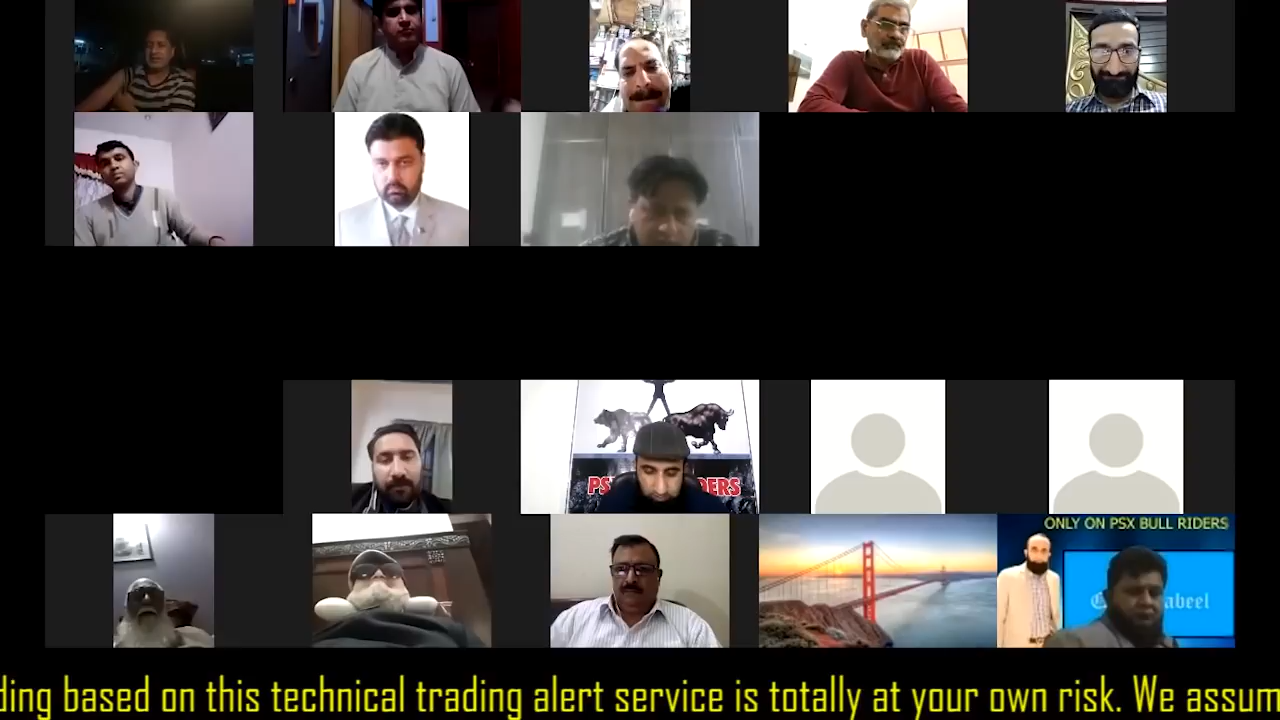 ONLY ON PSX BULL RIDERS
abeel
ding based on this technical trading alert service is totally at your own risk. We assum